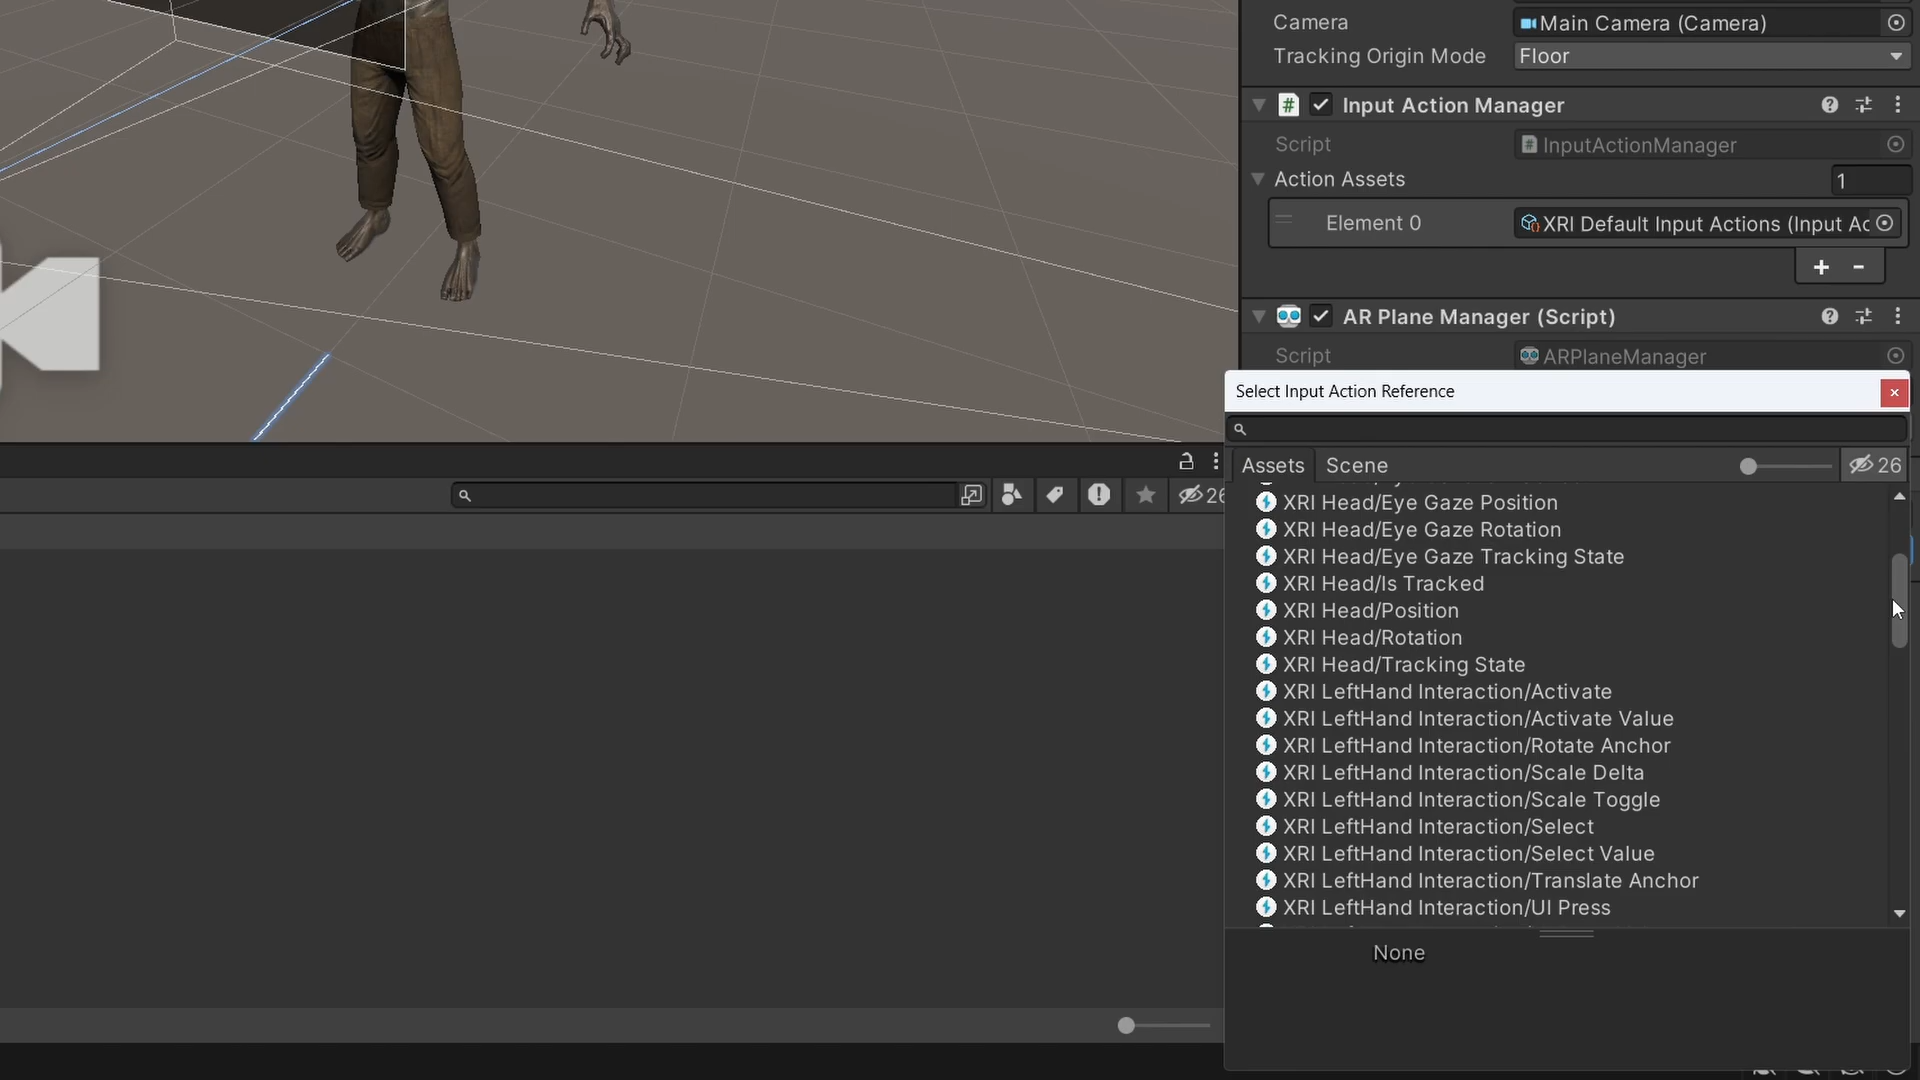 Camera
Main Camera (Camera)
Tracking Origin Mode
Floor
Input Action Manager
Script
InputActionManager
Action Assets
1
Element 0
XRI Default Input Actions (Input Ac
+ -
AR Plane Manager (Script)
Script
ARPlaneManager
Select Input Action Reference
Assets
Scene
26
26
XRI Head/Eye Gaze Position
XRI Head/Eye Gaze Rotation
XRI Head/Eye Gaze Tracking State
XRI Head/Is Tracked
XRI Head/Position
XRI Head/Rotation
XRI Head/Tracking State
XRI LeftHand Interaction/Activate
XRI LeftHand Interaction/Activate Value
XRI LeftHand Interaction/Rotate Anchor
XRI LeftHand Interaction/Scale Delta
XRI LeftHand Interaction/Scale Toggle
XRI LeftHand Interaction/Select
XRI LeftHand Interaction/Select Value
XRI LeftHand Interaction/Translate Anchor
XRI LeftHand Interaction/UI Press
None